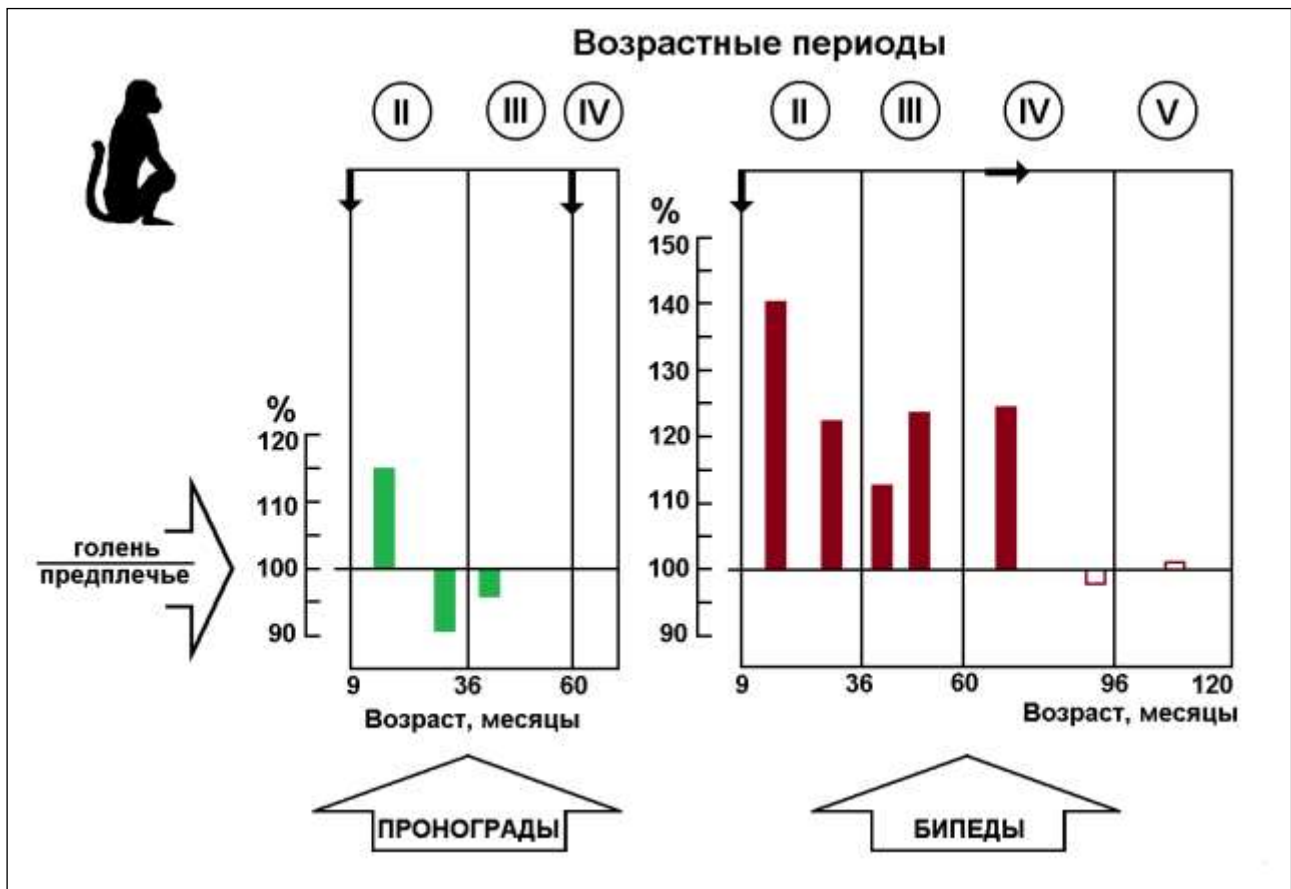 Возрастные периоды
II III IV II III IV V
%
150
140
130
120
110
100
90
%
120
110
100
90
голень
предплечье
9 36 60
Возраст, месяцы
9 36 60 96 120
Возраст, месяцы
ПРОНОГРАДЫ
БИПЕДЫ